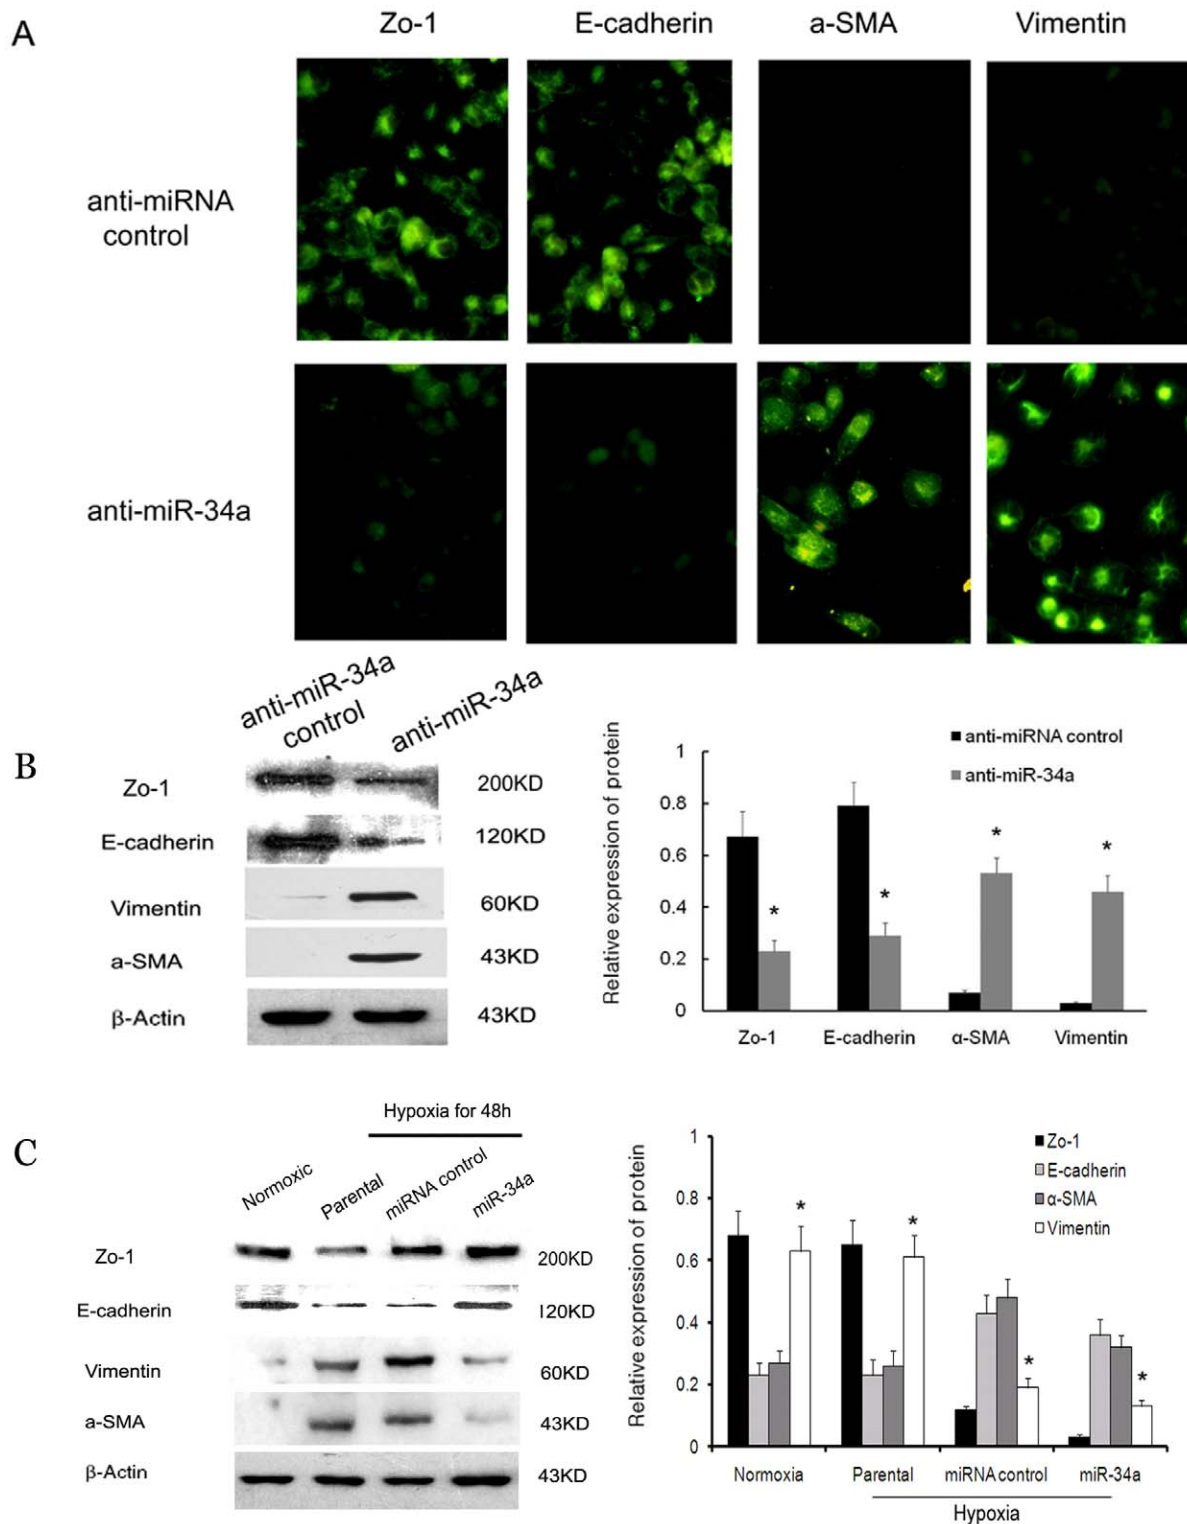 A
Zo-1 E-cadherin a-SMA Vimentin
anti-miRNA
control
anti-miR-34a
B
anti-miR-34a
control
anti-miR-34a
Zo-1 200KD
E-cadherin 120KD
Vimentin 60KD
a-SMA 43KD
β-Actin 43KD
Relative expression of protein
1
0.8
0.6
0.4
0.2
0
anti-miRNA control
anti-miR-34a
* * * *
Zo-1 E-cadherin α-SMA Vimentin
C
Hypoxia for 48h
Normoxic Parental miRNA control miR-34a
Zo-1 200KD
E-cadherin 120KD
Vimentin 60KD
a-SMA 43KD
β-Actin 43KD
Relative expression of protein
1
0.8
0.6
0.4
0.2
0
Zo-1
E-cadherin
α-SMA
Vimentin
* * * *
Normoxia Parental miRNA control miR-34a
Hypoxia